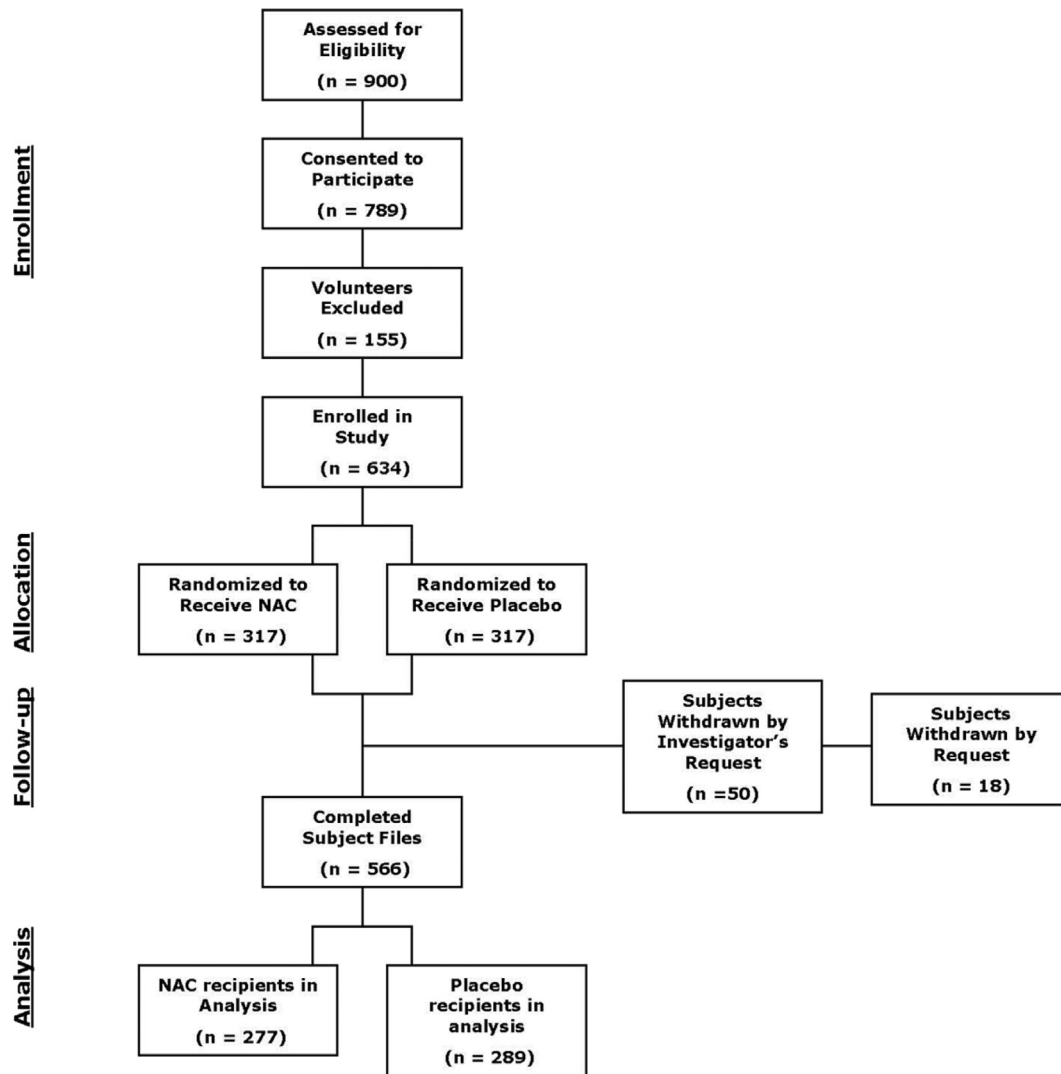 Assessed for
Eligibility
(n = 900)
Enrollment
Consented to
Participate
(n = 789)
Volunteers
Excluded
(n = 155)
Enrolled in
Study
(n = 634)
Allocation
Randomized to
Receive NAC
(n = 317)
Randomized to
Receive Placebo
(n = 317)
Follow-up
Subjects
Withdrawn by
Investigator’s
Request
(n =50)
Subjects
Withdrawn by
Request
(n = 18)
Completed
Subject Files
(n = 566)
Analysis
NAC recipients in
Analysis
(n = 277)
Placebo
recipients in
analysis
(n = 289)